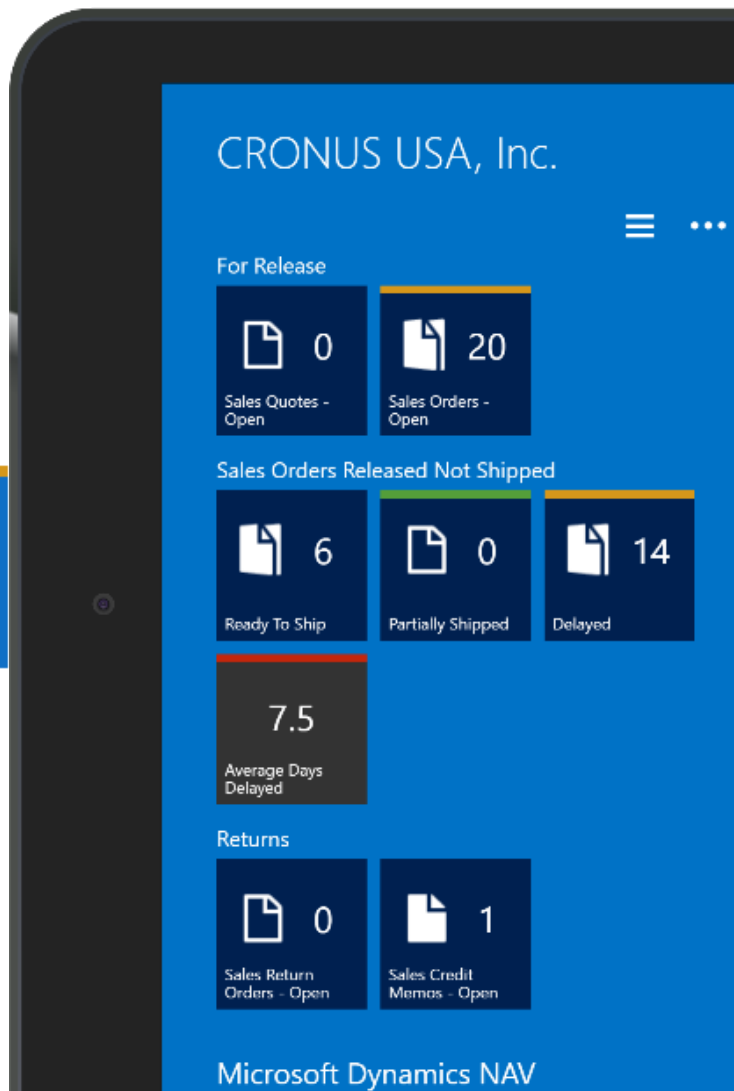 CRONUS USA, Inc.
For Release
0
Sales Quotes -
Open
20
Sales Orders -
Open
Sales Orders Released Not Shipped
6
Ready To Ship
0
Partially Shipped
14
Delayed
7.5
Average Days
Delayed
Returns
0
Sales Return
Orders - Open
1
Sales Credit
Memos - Open
Microsoft Dynamics NAV